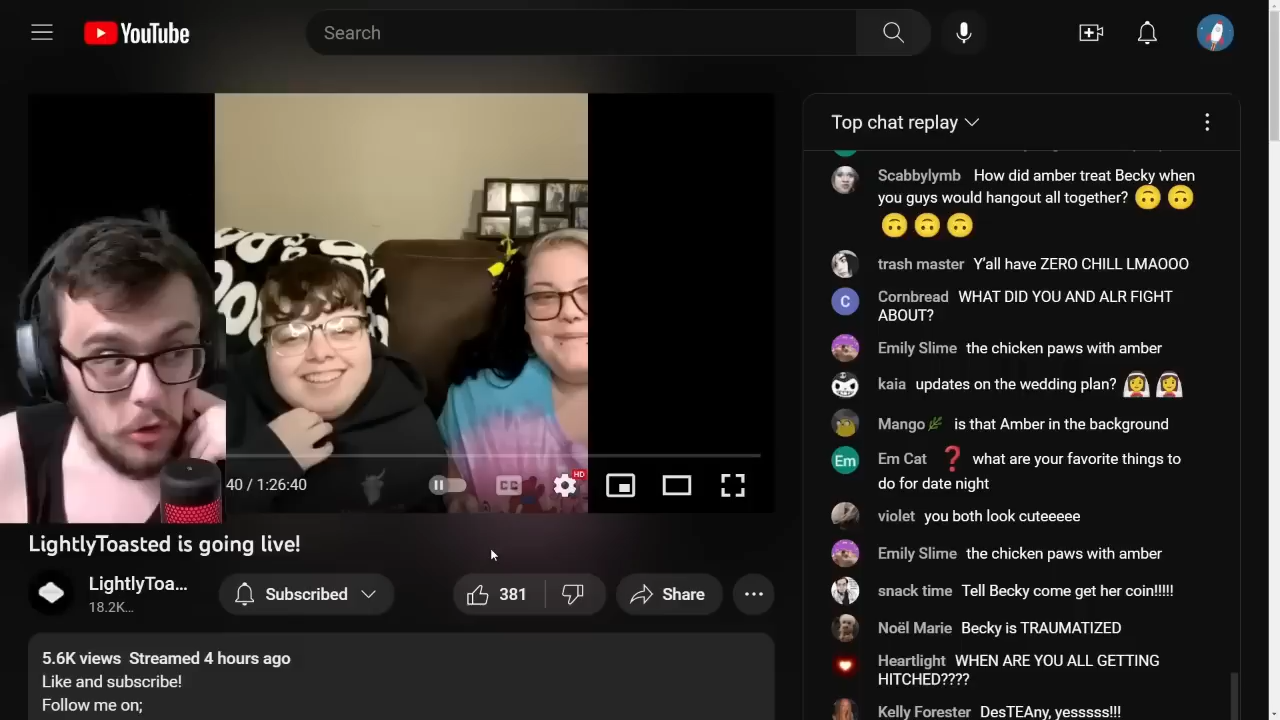 YouTube
Search
Top chat replay
Scabbylymb How did amber treat Becky when
you guys would hangout all together?
trash master Y'all have ZERO CHILL LMAOOO
C Cornbread WHAT DID YOU AND ALR FIGHT
ABOUT?
Emily Slime the chicken paws with amber
kaia updates on the wedding plan?
Mango is that Amber in the background
Em Em Cat ❓ what are your favorite things to
do for date night
violet you both look cuteeeee
Emily Slime the chicken paws with amber
snack time Tell Becky come get her coin!!!!!
Noël Marie Becky is TRAUMATIZED
Heartlight WHEN ARE YOU ALL GETTING
HITCHED????
Kelly Forester DesTEAny, yesssss!!!
40 / 1:26:40
CC
HD
LightlyToasted is going live!
LightlyToa...
18.2K...
Subscribed
381
Share
5.6K views Streamed 4 hours ago
Like and subscribe!
Follow me on;